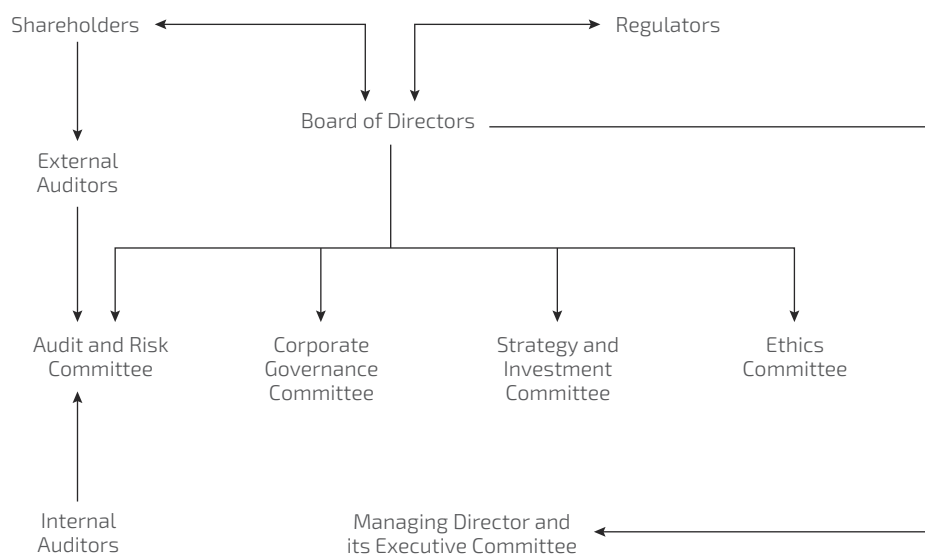 Shareholders
Regulators
Board of Directors
External
Auditors
Audit and Risk
Committee
Corporate
Governance
Committee
Strategy and
Investment
Committee
Ethics
Committee
Internal
Auditors
Managing Director and
its Executive Committee